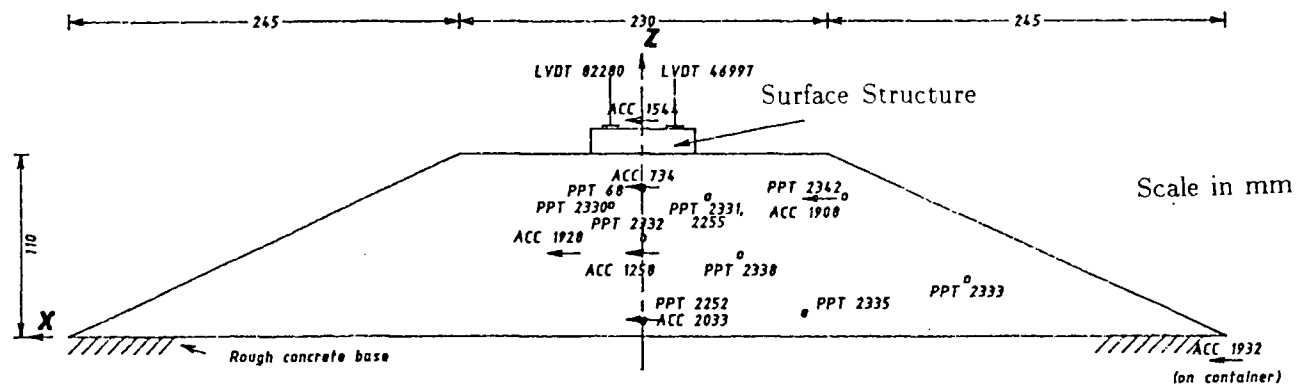 245 230 245
Z
LVDT 82280 LVDT 46997
Surface Structure
ACC 1544
ACC 734
PPT 68 PPT 2342
Scale in mm
PPT 2330 PPT 2331, ACC 1908
PPT 2332 2255
110
ACC 1928
ACC 1258 PPT 2338
PPT 2333
PPT 2252 PPT 2335
ACC 2033
X
Rough concrete base
ACC 1932
(on container)